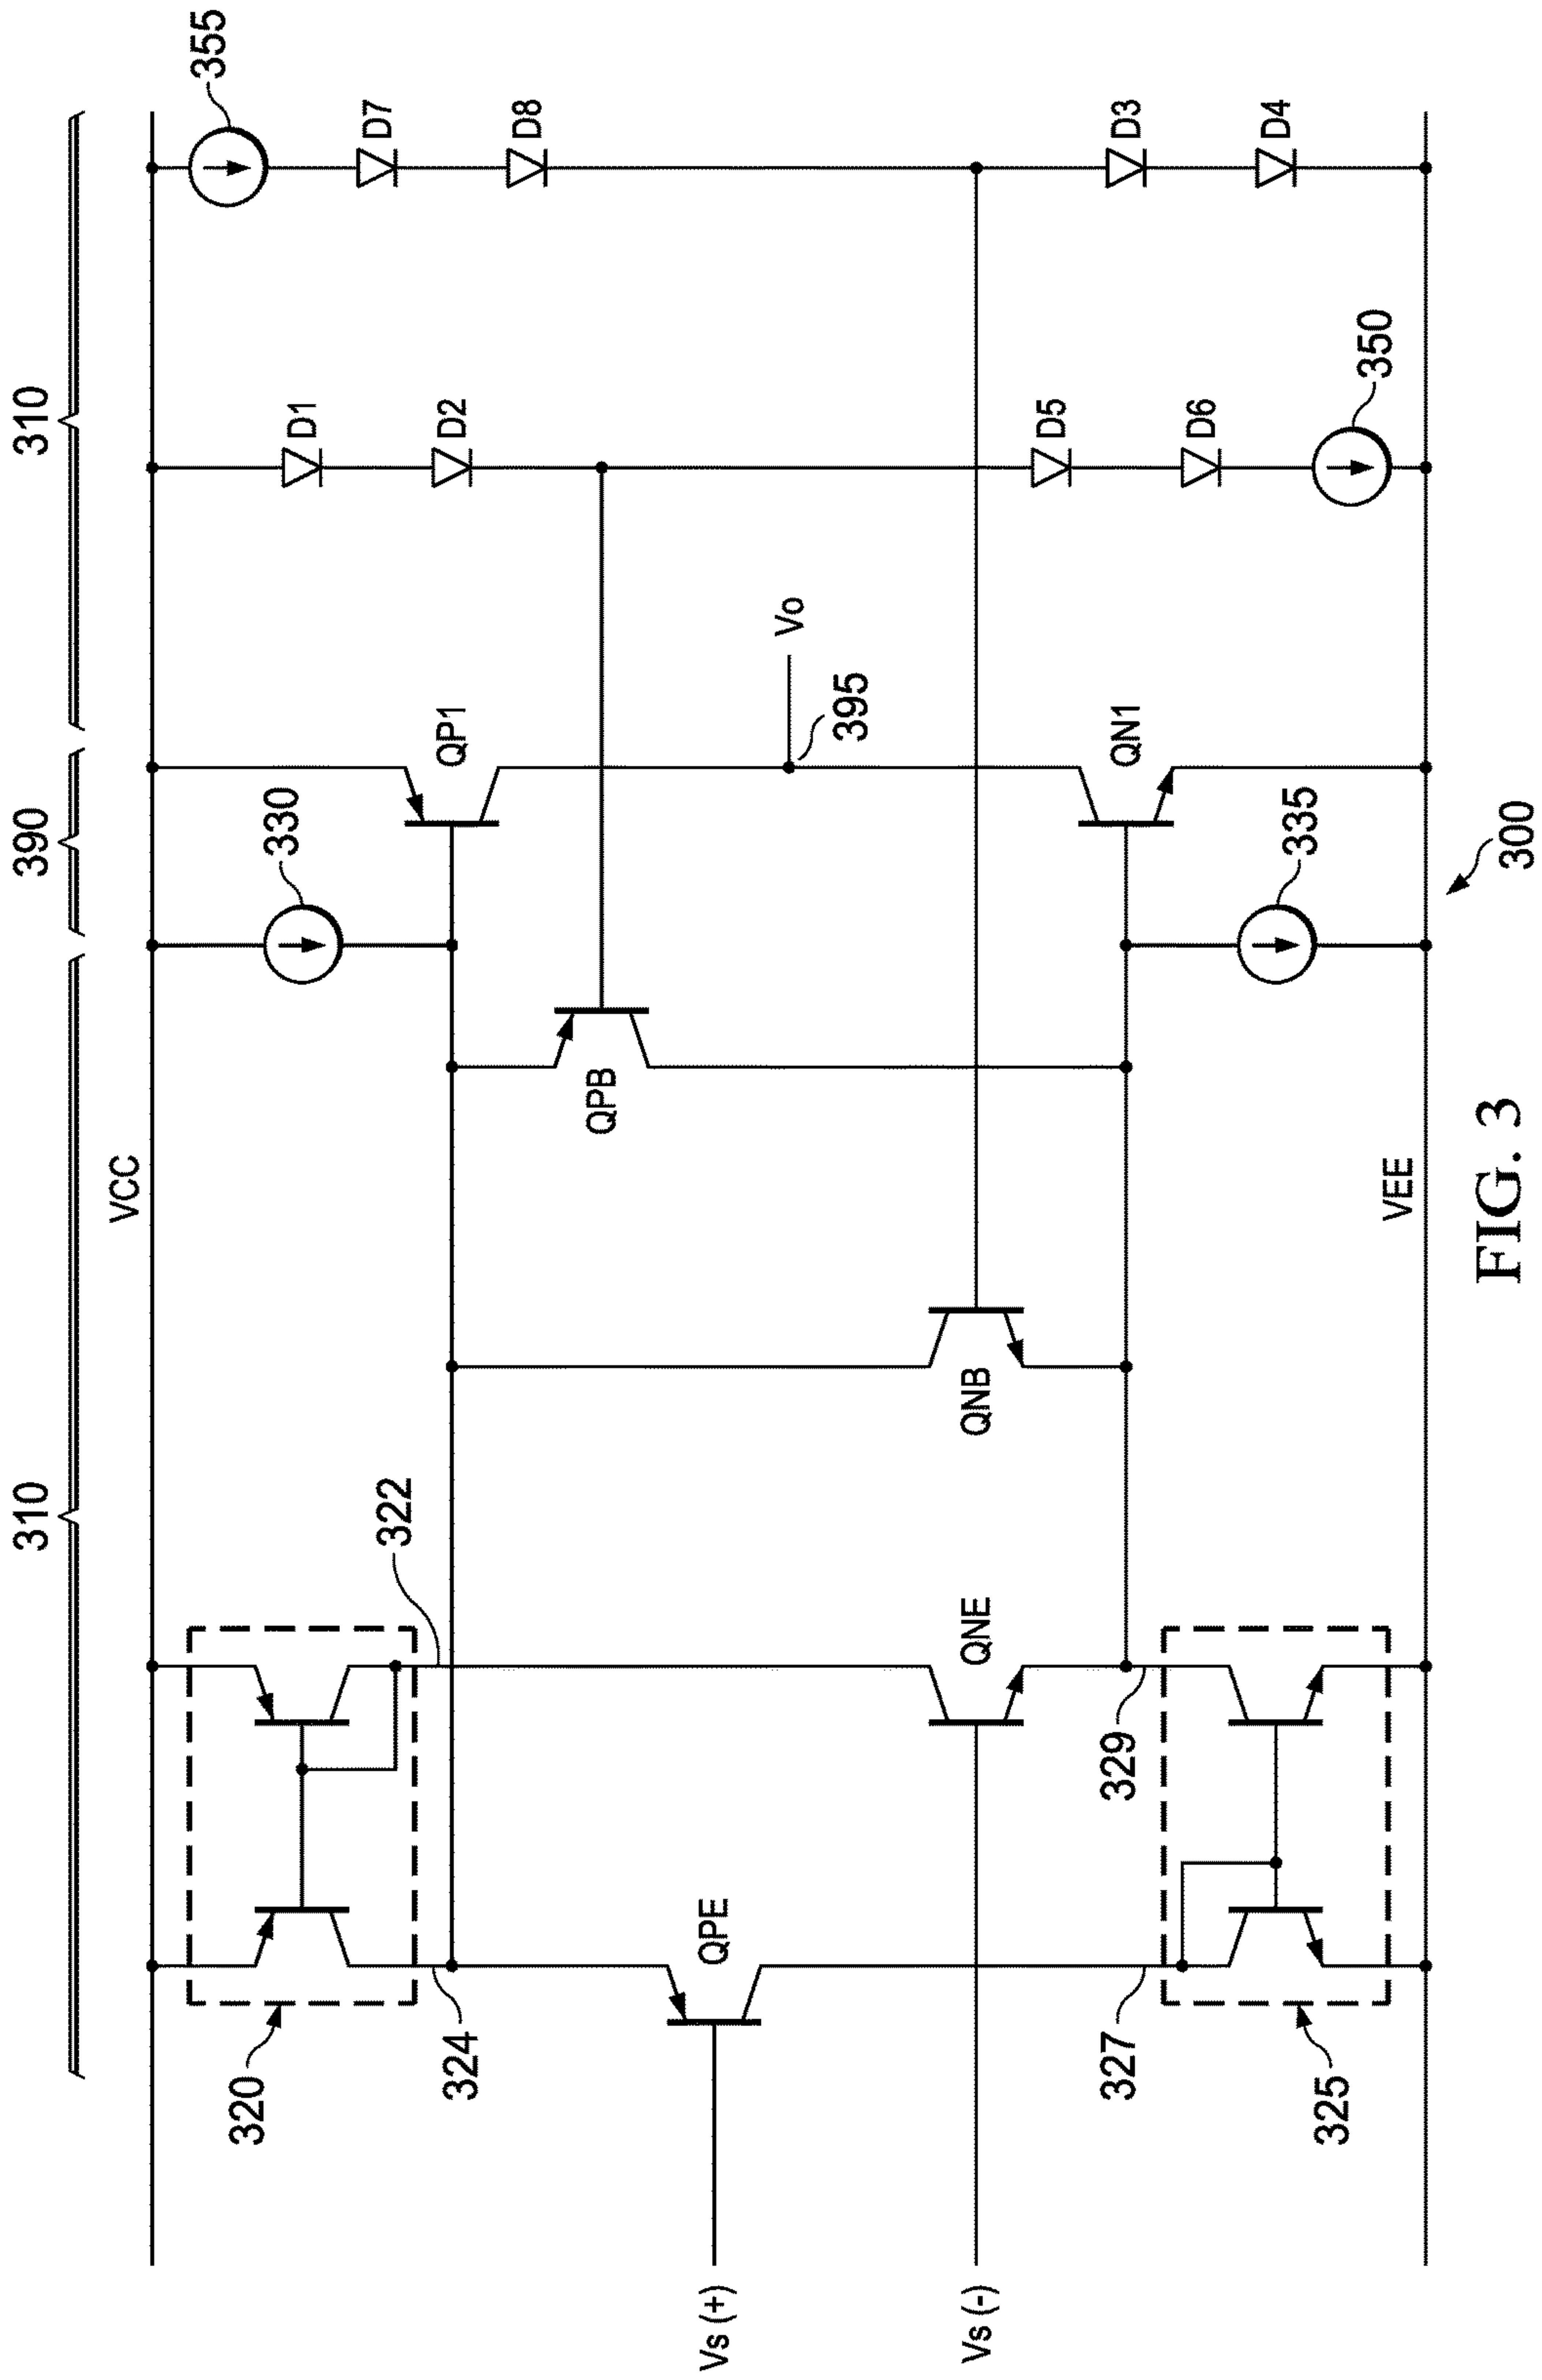 310
390
310
355
D7
D8
D3
D4
D1
D2
D5
D6
350
Vo
395
QP1
QN1
330
335
300
QPB
VCC
VEE
QNB
322
QNE
329
320
324
QPE
327
325
Vs (+)
Vs (-)
FIG. 3